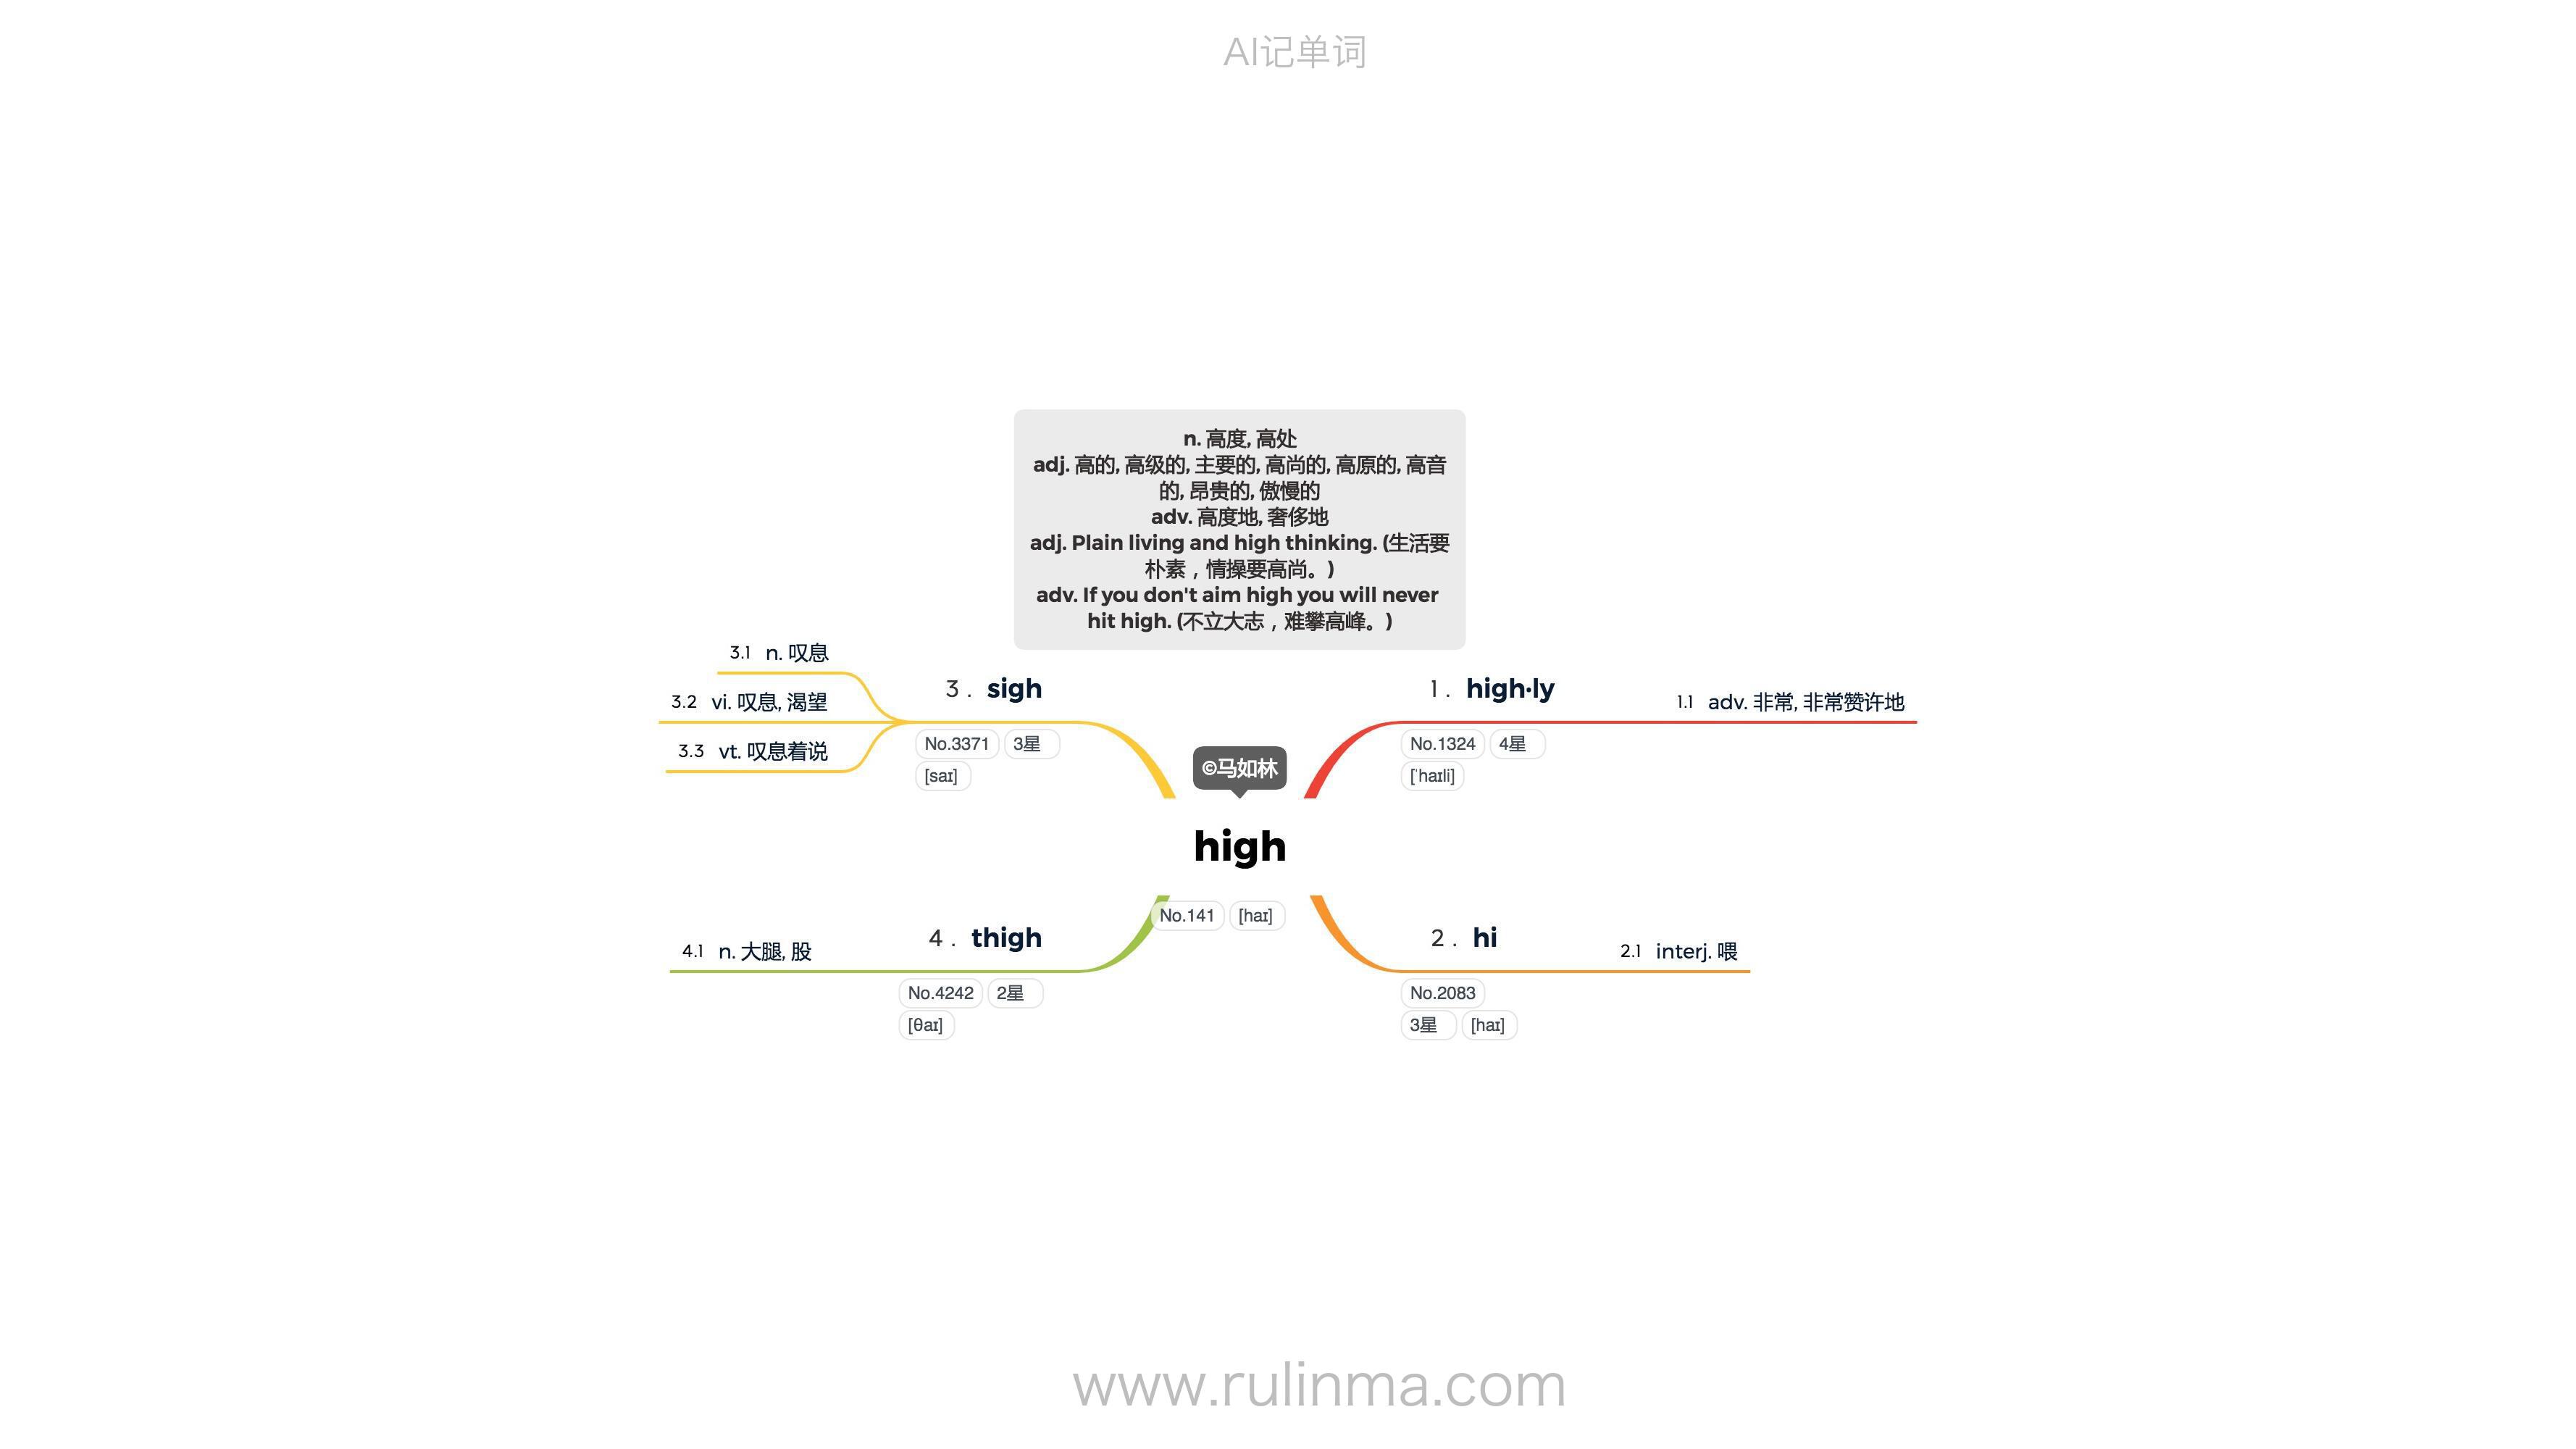 AI记单词
n. 高度, 高处
adj. 高的, 高级的, 主要的, 高尚的, 高原的, 高音
的, 昂贵的, 傲慢的
adv. 高度地, 奢侈地
adj. Plain living and high thinking. (生活要
朴素，情操要高尚。)
adv. If you don't aim high you will never
hit high. (不立大志，难攀高峰。)
©马如林
high
No.141 [haɪ]
1. high·ly
No.1324 4星
[ˈhaɪli]
1.1 adv. 非常, 非常赞许地
2. hi
No.2083
3星 [haɪ]
2.1 interj. 喂
3. sigh
No.3371 3星
[saɪ]
3.1 n. 叹息
3.2 vi. 叹息, 渴望
3.3 vt. 叹息着说
4. thigh
No.4242 2星
[θaɪ]
4.1 n. 大腿, 股
www.rulinma.com